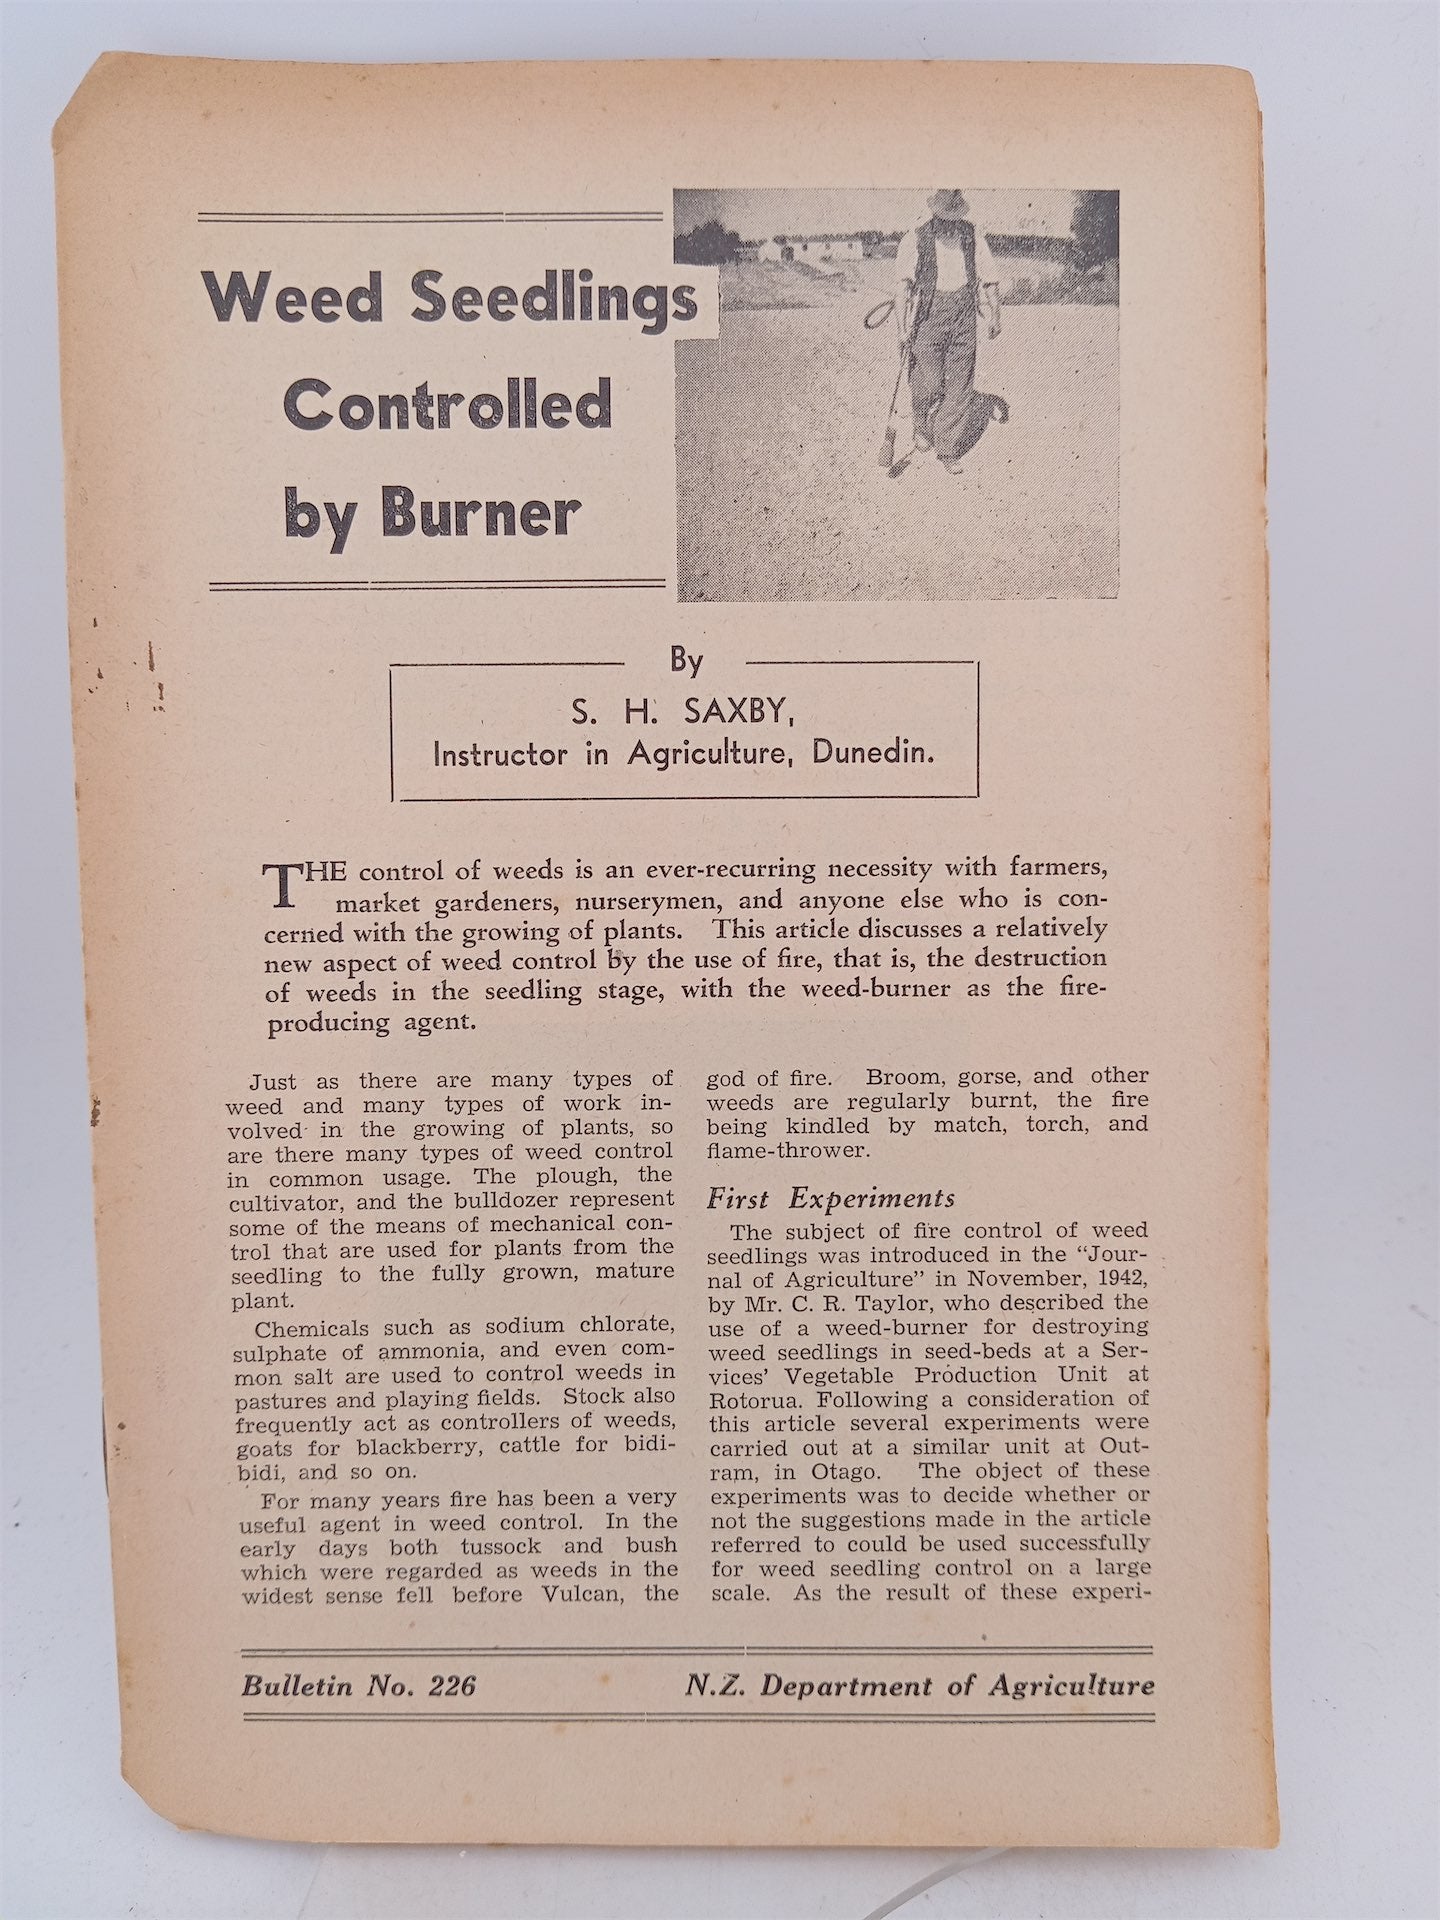 Weed Seedlings
Controlled
by Burner
By
S. H. SAXBY,
Instructor in Agriculture, Dunedin.
THE control of weeds is an ever-recurring necessity with farmers,
market gardeners, nurserymen, and anyone else who is con-
cerned with the growing of plants. This article discusses a relatively
new aspect of weed control by the use of fire, that is, the destruction
of weeds in the seedling stage, with the weed-burner as the fire-
producing agent.
Just as there are many types of
weed and many types of work in-
volved in the growing of plants, so
are there many types of weed control
in common usage. The plough, the
cultivator, and the bulldozer represent
some of the means of mechanical con-
trol that are used for plants from the
seedling to the fully grown, mature
plant.
Chemicals such as sodium chlorate,
sulphate of ammonia, and even com-
mon salt are used to control weeds in
pastures and playing fields. Stock also
frequently act as controllers of weeds,
goats for blackberry, cattle for bidi-
bidi, and so on.
For many years fire has been a very
useful agent in weed control. In the
early days both tussock and bush
which were regarded as weeds in the
widest sense fell before Vulcan, the
god of fire. Broom, gorse, and other
weeds are regularly burnt, the fire
being kindled by match, torch, and
flame-thrower.
First Experiments
The subject of fire control of weed
seedlings was introduced in the "Jour-
nal of Agriculture" in November, 1942,
by Mr. C. R. Taylor, who described the
use of a weed-burner for destroying
weed seedlings in seed-beds at a Ser-
vices' Vegetable Production Unit at
Rotorua. Following a consideration of
this article several experiments were
carried out at a similar unit at Out-
ram, in Otago. The object of these
experiments was to decide whether or
not the suggestions made in the article
referred to could be used successfully
for weed seedling control on a large
scale. As the result of these experi-
Bulletin No. 226
N.Z. Department of Agriculture